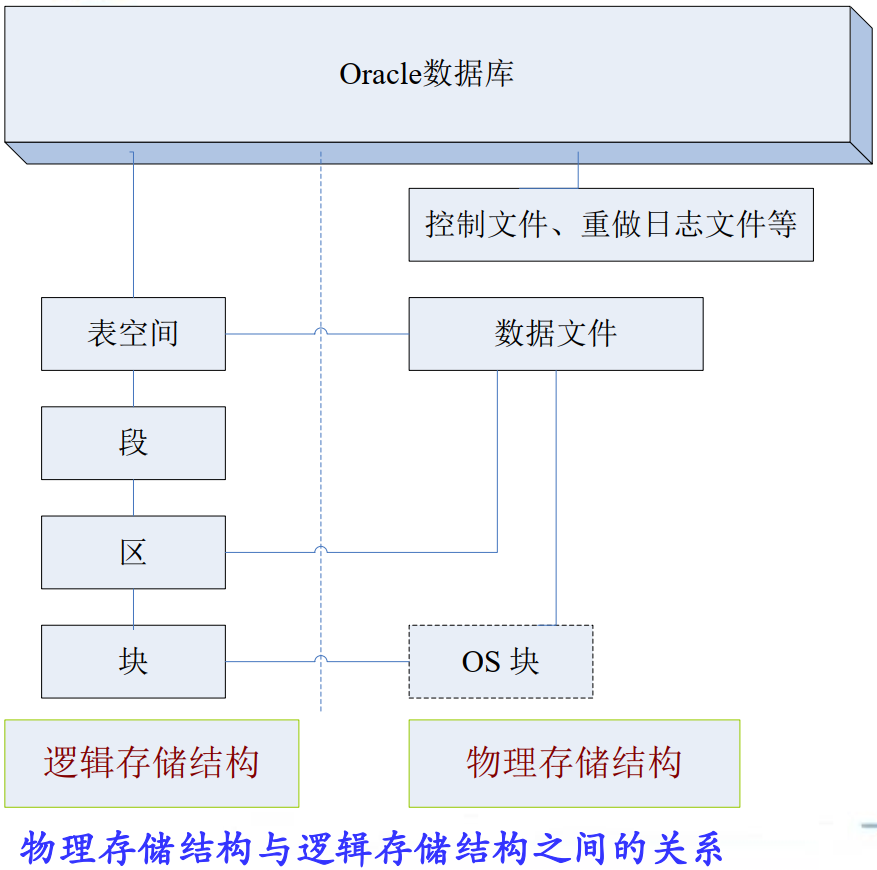 Oracle数据库
控制文件、重做日志文件等
表空间
数据文件
段
区
块
OS 块
逻辑存储结构
物理存储结构
物理存储结构与逻辑存储结构之间的关系